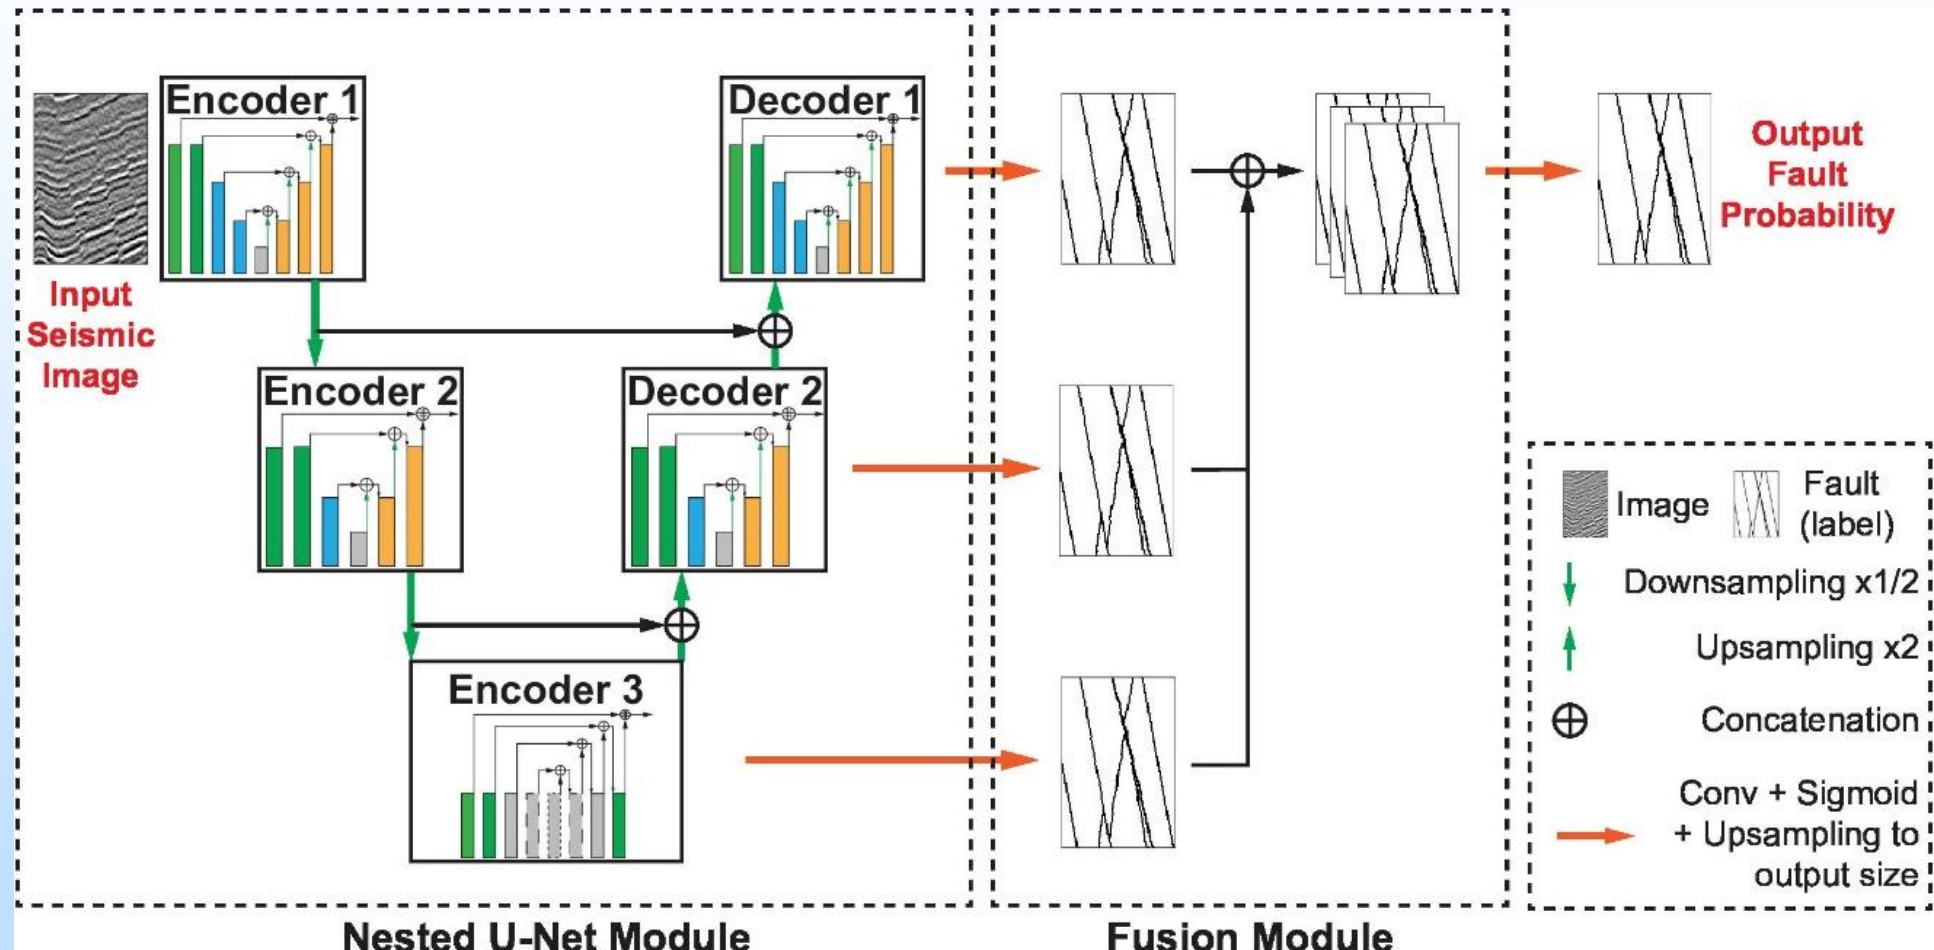 Encoder 1
Decoder 1
Input
Seismic
Image
Output
Fault
Probability
Encoder 2
Decoder 2
Encoder 3
Image
Fault
(label)
Downsampling x1/2
Upsampling x2
Concatenation
Conv + Sigmoid
+ Upsampling to
output size
Nested U-Net Module
Fusion Module